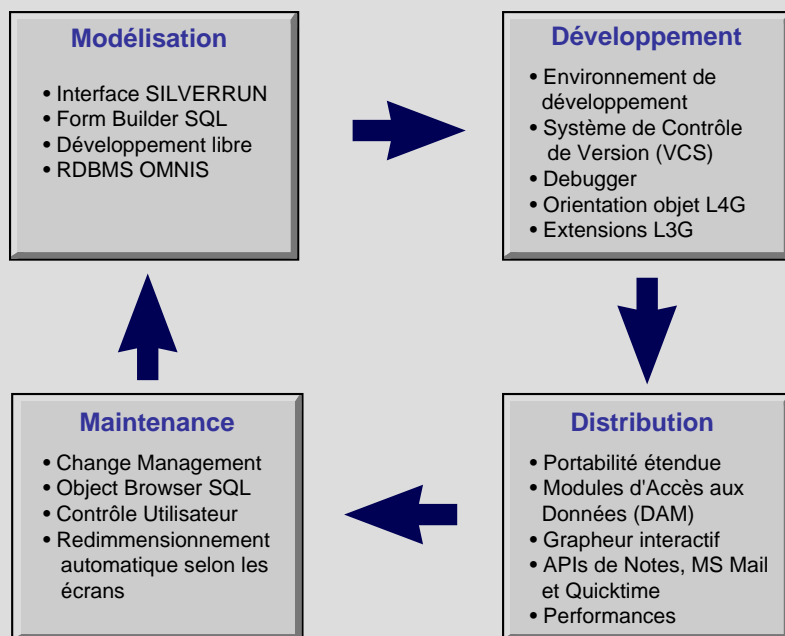 Modélisation
• Interface SILVERRUN
• Form Builder SQL
• Développement libre
• RDBMS OMNIS
Développement
• Environnement de
développement
• Système de Contrôle
de Version (VCS)
• Debugger
• Orientation objet L4G
• Extensions L3G
Maintenance
• Change Management
• Object Browser SQL
• Contrôle Utilisateur
• Redimmensionnement
automatique selon les
écrans
Distribution
• Portabilité étendue
• Modules d'Accès aux
Données (DAM)
• Grapheur interactif
• APIs de Notes, MS Mail
et Quicktime
• Performances